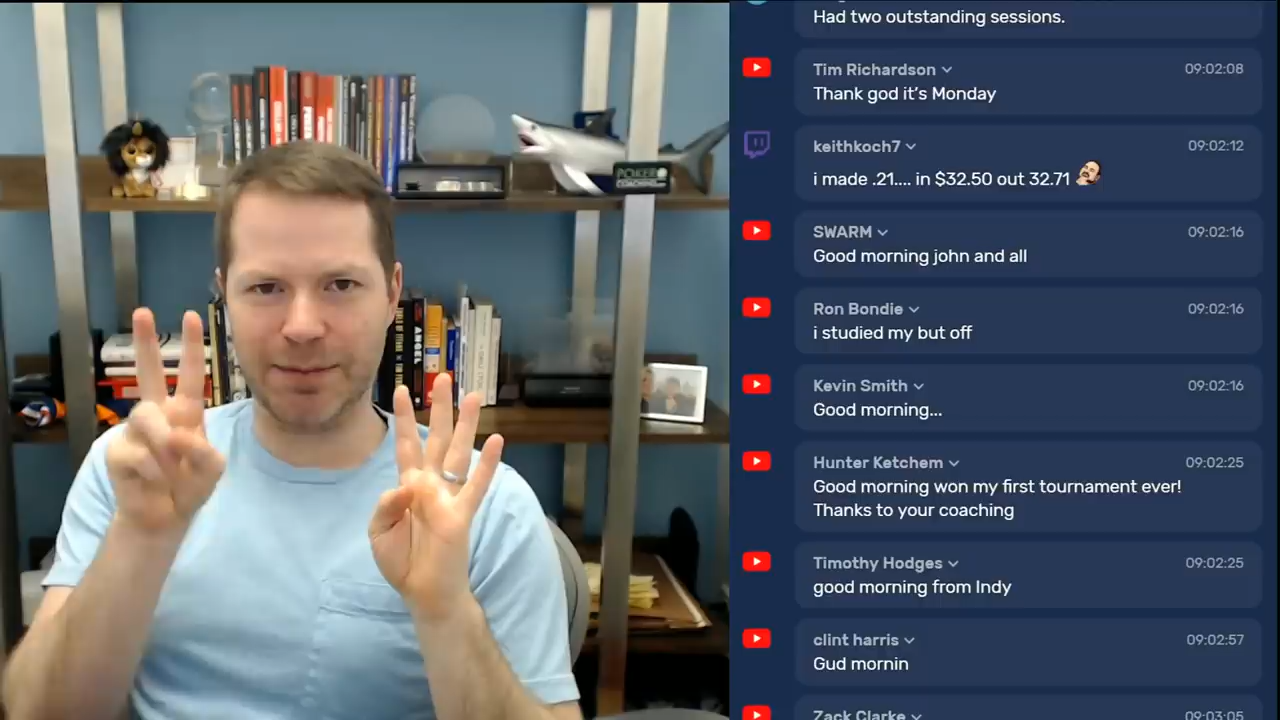 Had two outstanding sessions.
Tim Richardson 09:02:08
Thank god it's Monday
keithkoch7 09:02:12
i made .21.... in $32.50 out 32.71
SWARM 09:02:16
Good morning john and all
Ron Bondie 09:02:16
i studied my but off
Kevin Smith 09:02:16
Good morning...
Hunter Ketchem 09:02:25
Good morning won my first tournament ever!
Thanks to your coaching
Timothy Hodges 09:02:25
good morning from Indy
clint harris 09:02:57
Gud mornin
Zack Clarke 09:03:05
POKER
COACHING
ANGEL